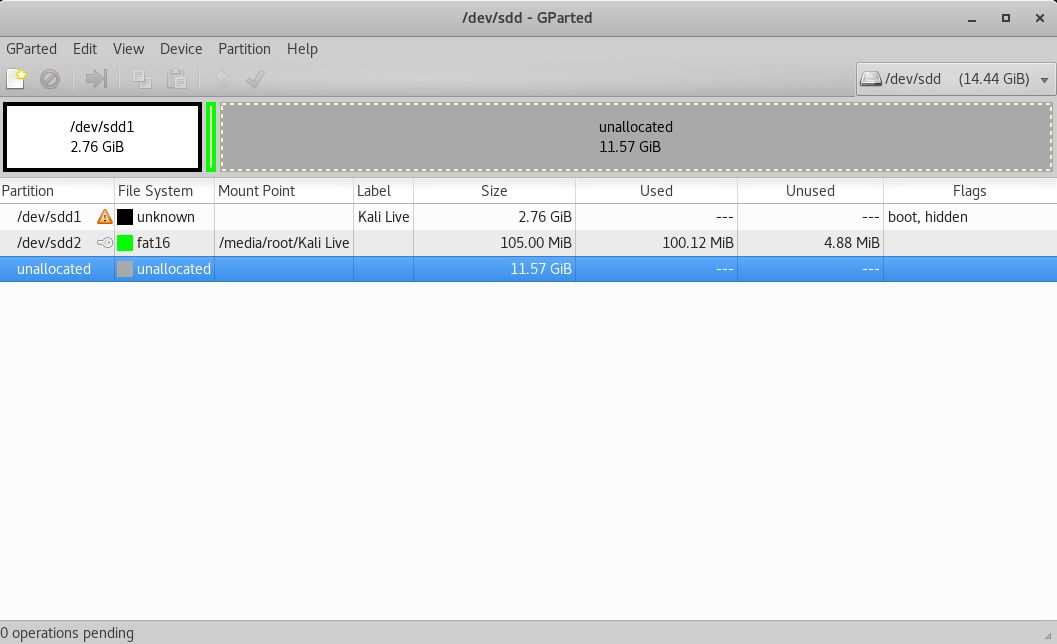 /dev/sdd - GParted
GParted Edit View Device Partition Help
/dev/sdd (14.44 GiB)
/dev/sdd1
2.76 GiB
unallocated
11.57 GiB
Partition File System Mount Point Label Size Used Unused Flags
/dev/sdd1 unknown Kali Live 2.76 GiB --- --- boot, hidden
/dev/sdd2 fat16 /media/root/Kali Live 105.00 MiB 100.12 MiB 4.88 MiB
unallocated unallocated 11.57 GiB --- ---
0 operations pending